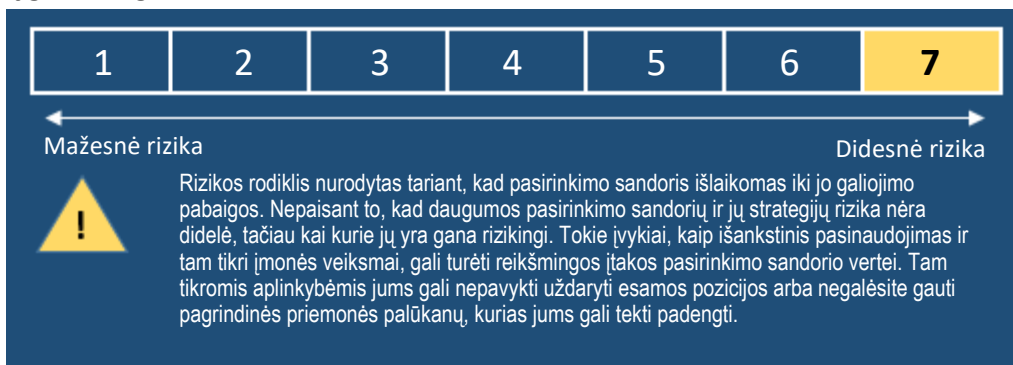 1 2 3 4 5 6 7
Mažesnė rizika Didesnė rizika
!
Rizikos rodiklis nurodytas tariant, kad pasirinkimo sandoris išlaikomas iki jo galiojimo
pabaigos. Nepaisant to, kad daugumos pasirinkimo sandorių ir jų strategijų rizika nėra
didelė, tačiau kai kurie jų yra gana rizikingi. Tokie įvykiai, kaip išankstinis pasinaudojimas ir
tam tikri įmonės veiksmai, gali turėti reikšmingos įtakos pasirinkimo sandorio vertei. Tam
tikromis aplinkybėmis jums gali nepavykti uždaryti esamos pozicijos arba negalėsite gauti
pagrindinės priemonės palūkanų, kurias jums gali tekti padengti.